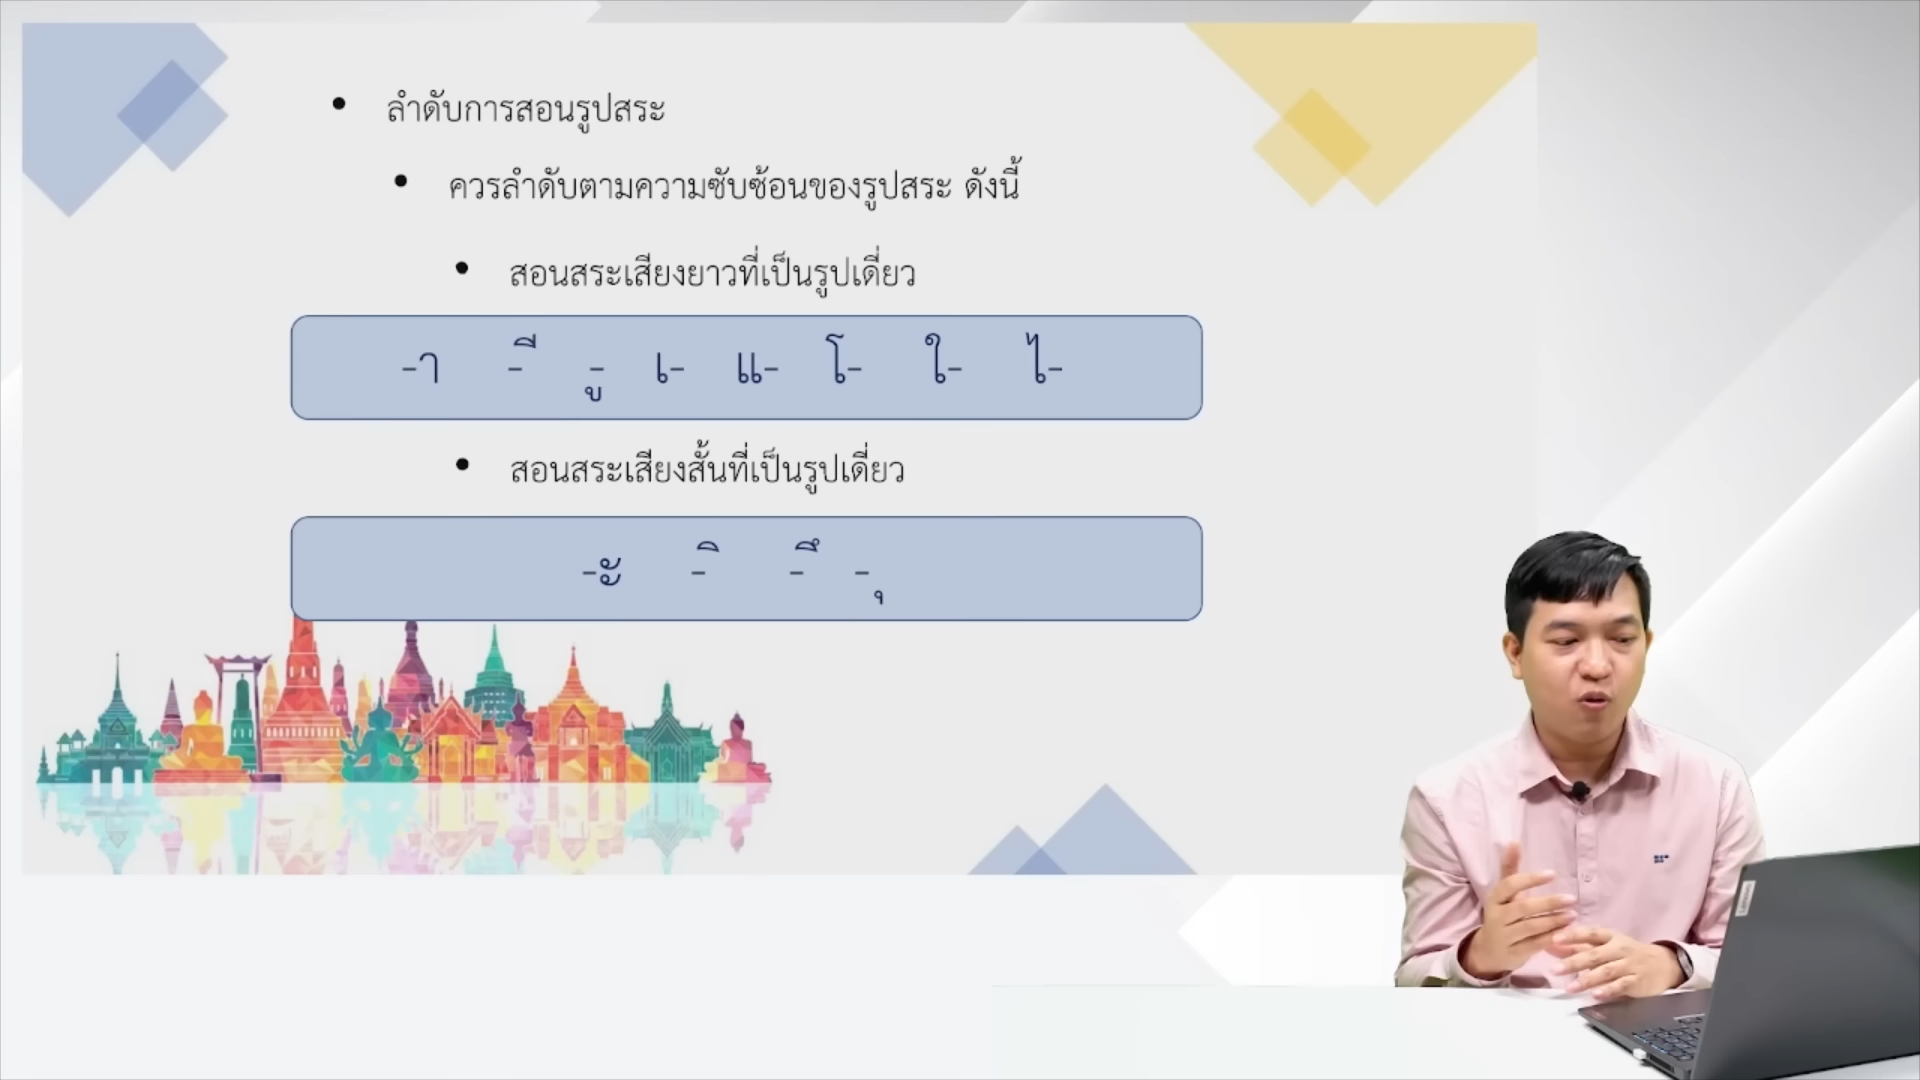 • ลำดับการสอนรูปสระ
• ควรลำดับตามความซับซ้อนของรูปสระ ดังนี้
• สอนสระเสียงยาวที่เป็นรูปเดี่ยว
-า -ี -ู เ- แ- โ- ใ- ไ-
• สอนสระเสียงสั้นที่เป็นรูปเดี่ยว
-ะ -ิ -ึ -ุ